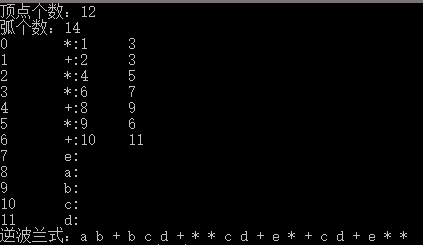 顶点个数：12
弧个数：14
0 *:1 3
1 +:2 3
2 *:4 5
3 *:6 7
4 +:8 9
5 *:9 6
6 +:10 11
7 e:
8 a:
9 b:
10 c:
11 d:
逆波兰式：a b + b c d + * * c d + e * + c d + e * *